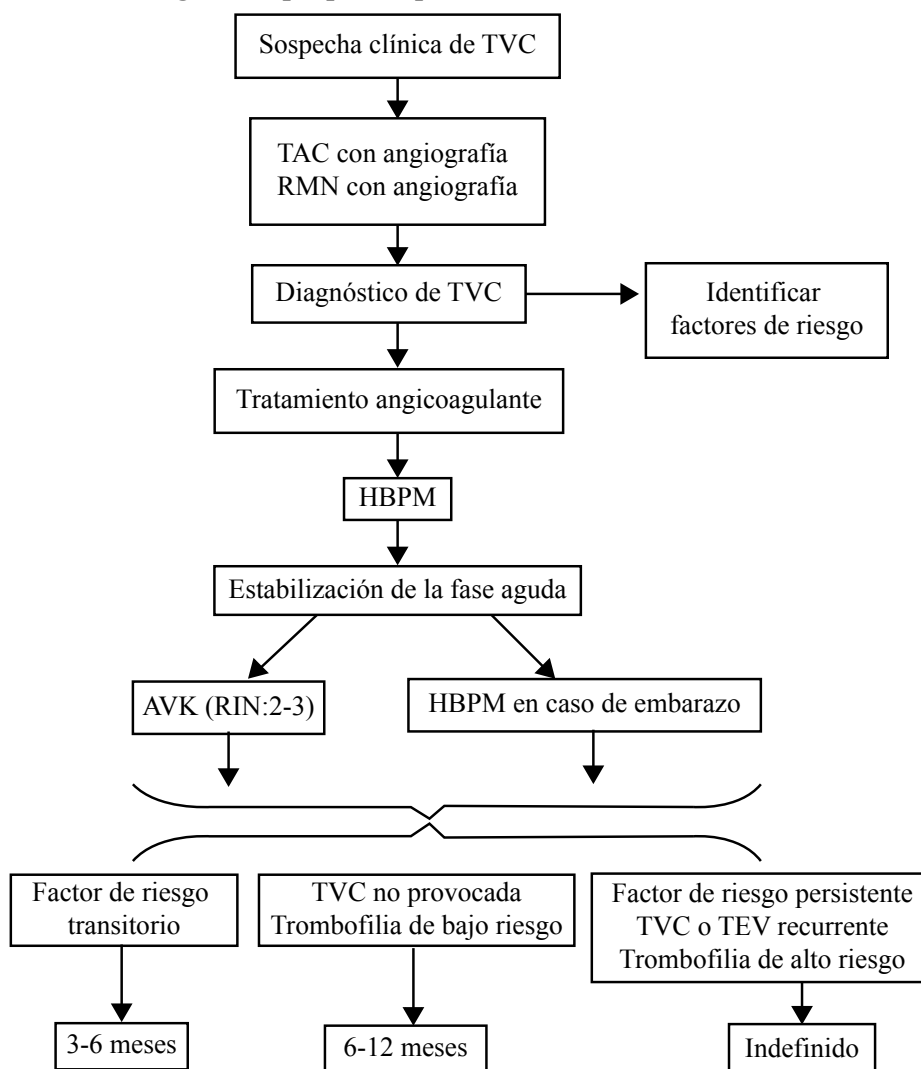 Sospecha clínica de TVC
TAC con angiografía
RMN con angiografía
Diagnóstico de TVC
Identificar
factores de riesgo
Tratamiento angicoagulante
HBPM
Estabilización de la fase aguda
AVK (RIN:2-3)
HBPM en caso de embarazo
Factor de riesgo
transitorio
TVC no provocada
Trombofilia de bajo riesgo
Factor de riesgo persistente
TVC o TEV recurrente
Trombofilia de alto riesgo
3-6 meses
6-12 meses
Indefinido